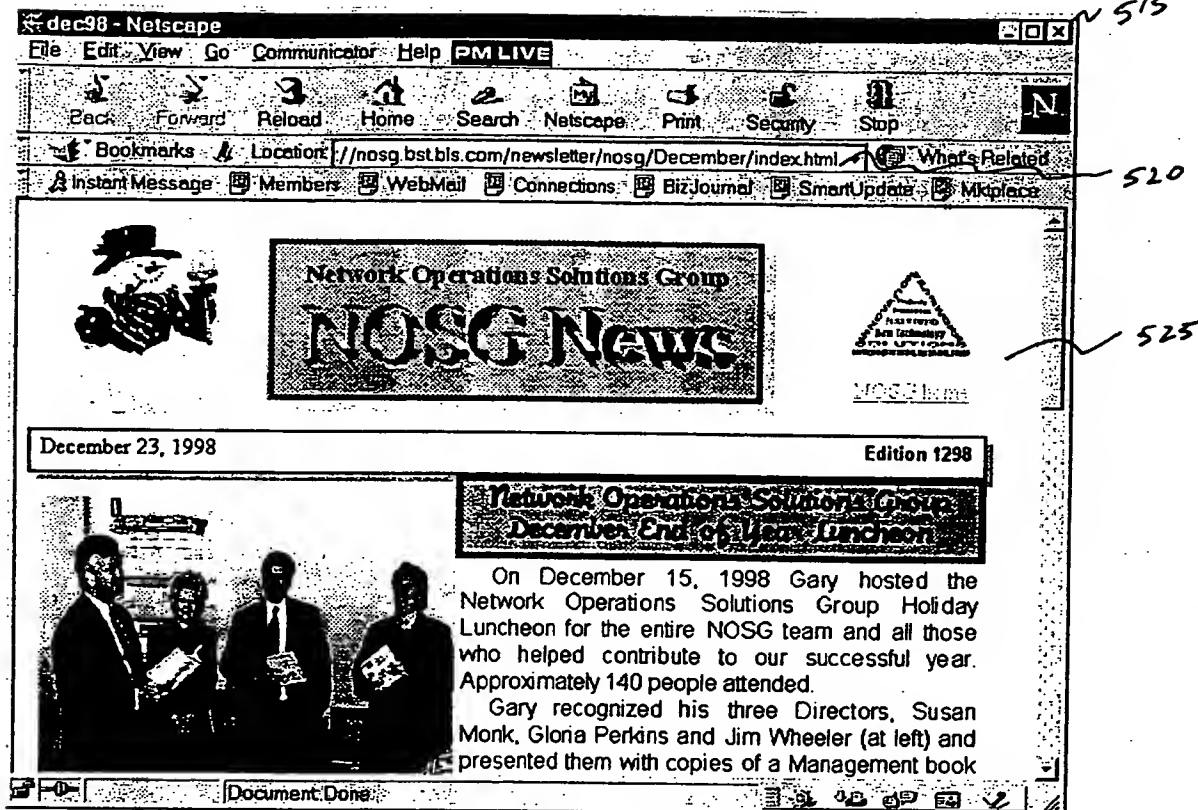 515
dec98 - Netscape
File Edit View Go Communicator Help PM LIVE
Back Forward Reload Home Search Netscape Print Security Stop
My
N
Bookmarks Location: //nosg.bst.bls.com/newsletter/nosg/December/index.html What's Related
520
Instant Message Members WebMail Connections BizJournal SmartUpdate Mktplace
Network Operations Solutions Group
NOSG News
Technology
SOLUTIONS
525
NOSG Home
December 23, 1998 Edition 1298
Network Operations Solutions Group
December End of Year Luncheon
On December 15, 1998 Gary hosted the
Network Operations Solutions Group Holiday
Luncheon for the entire NOSG team and all those
who helped contribute to our successful year.
Approximately 140 people attended.
Gary recognized his three Directors, Susan
Monk, Gloria Perkins and Jim Wheeler (at left) and
presented them with copies of a Management book
Document: Done